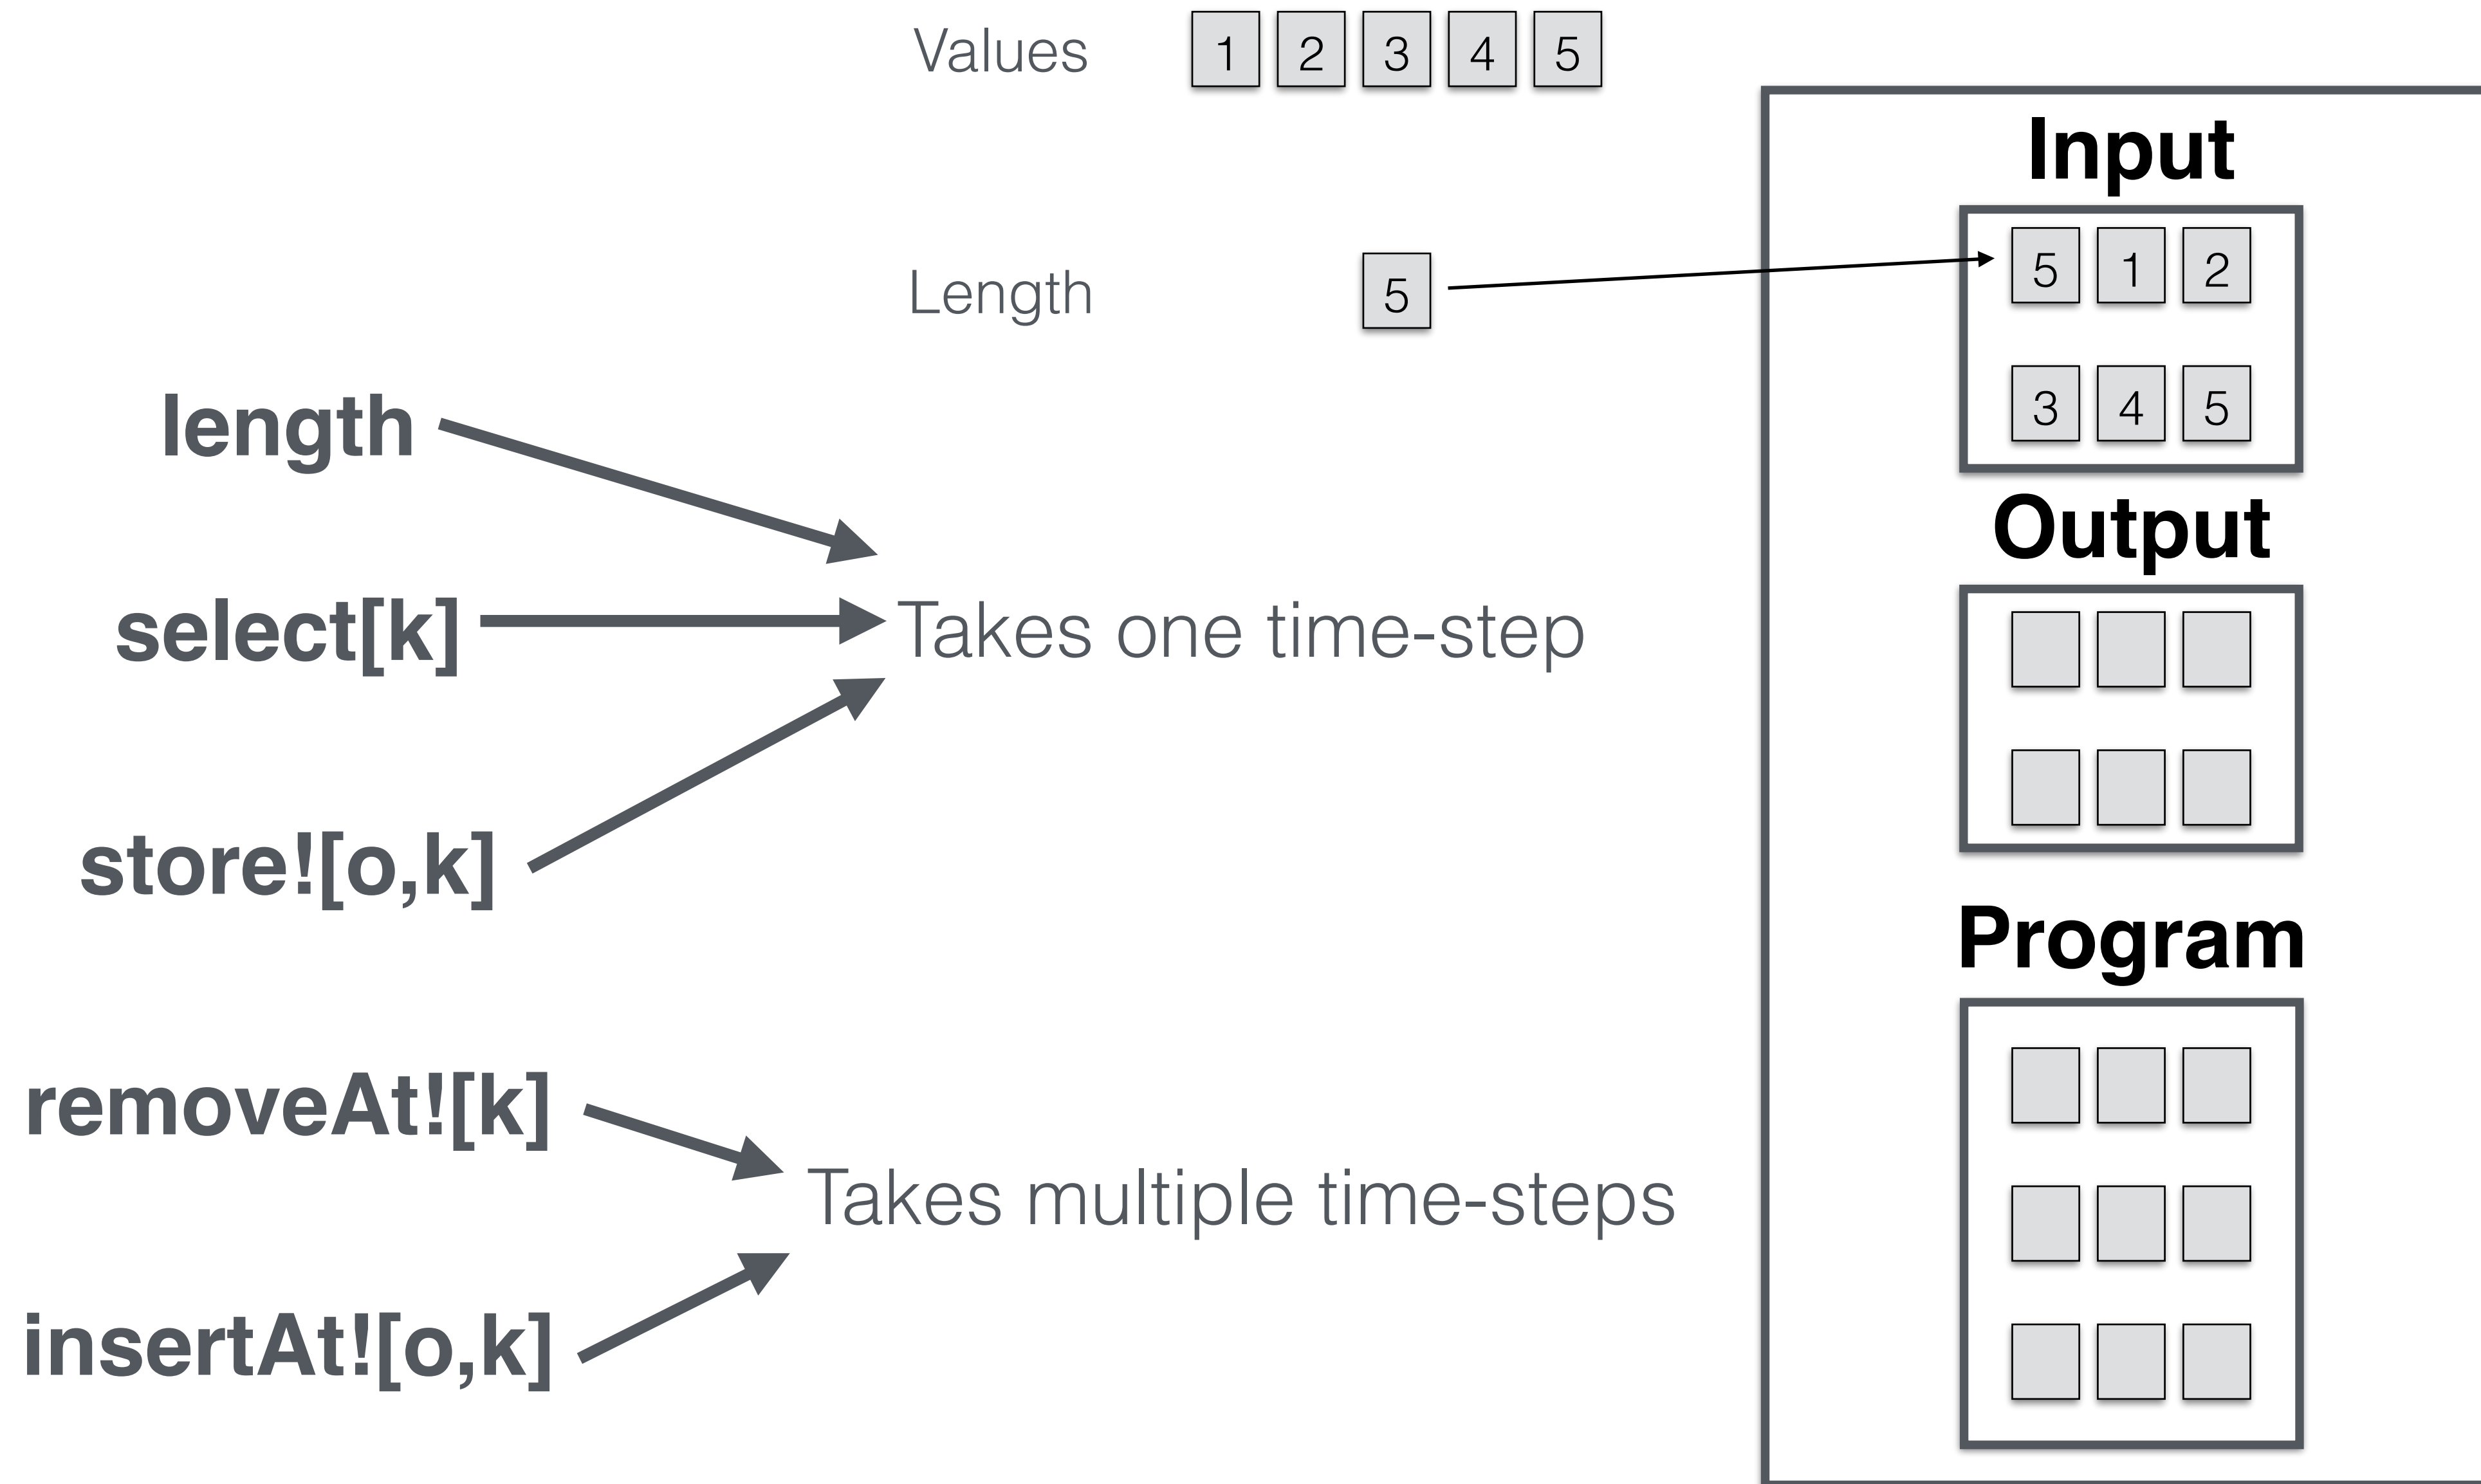 Values 1 2 3 4 5
Length 5
length
select[k]
store![o,k]
Takes one time-step
removeAt![k]
insertAt![o,k]
Takes multiple time-steps
Input
5 1 2
3 4 5
Output
Program